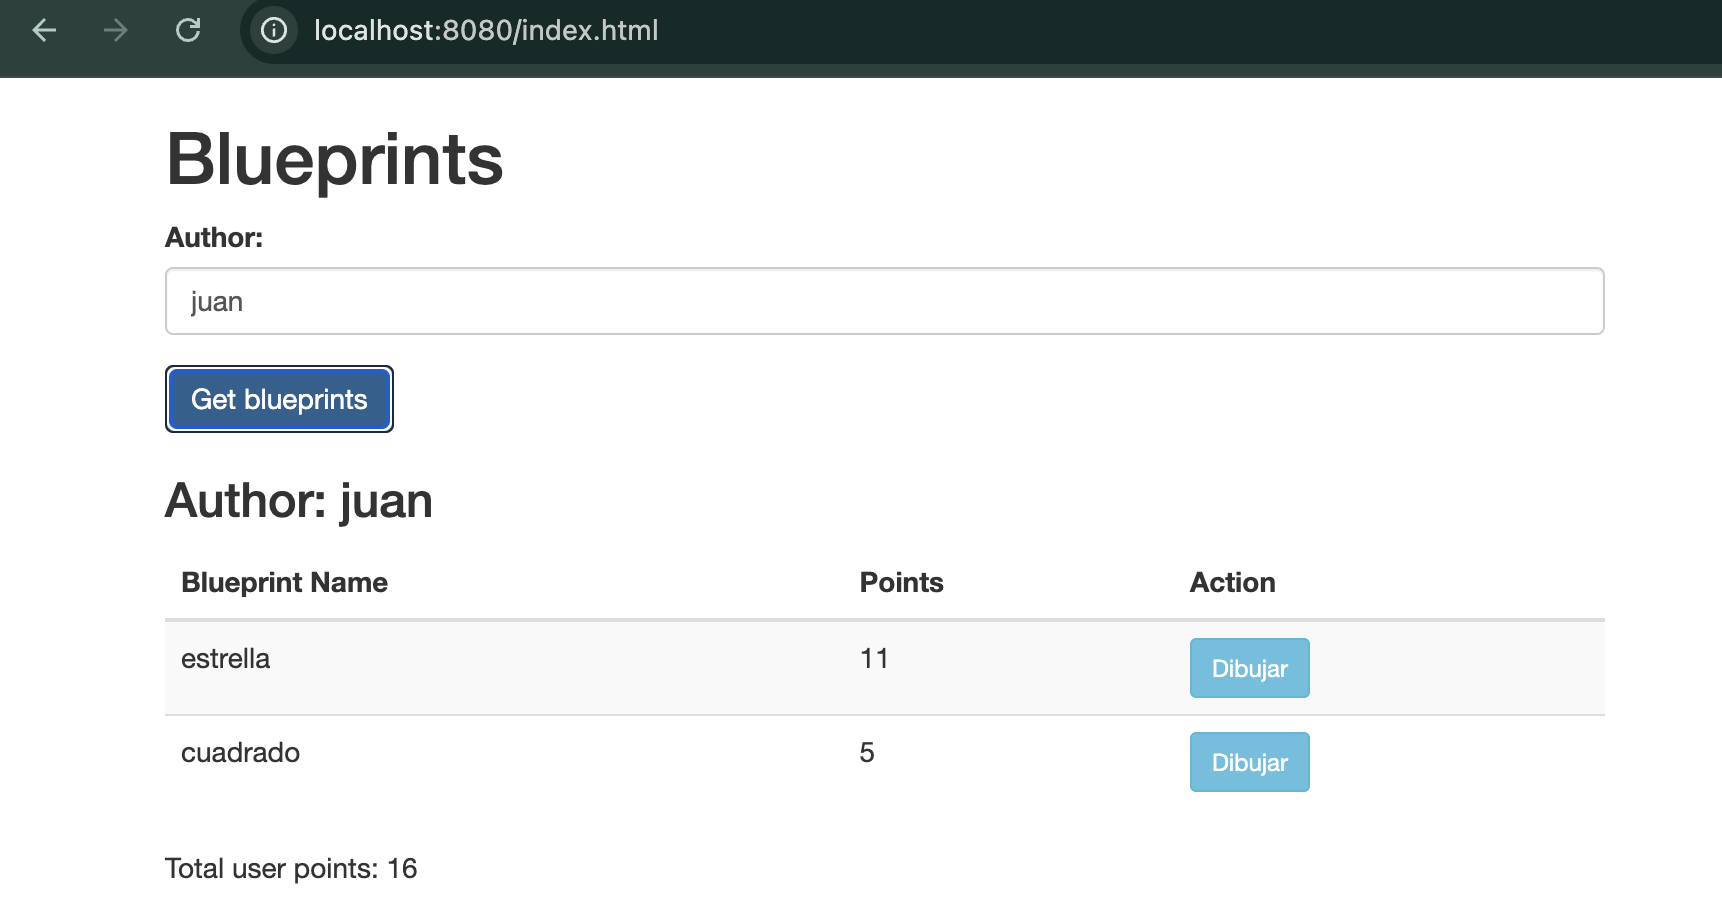 localhost:8080/index.html
Blueprints
Author:
juan
Get blueprints
Author: juan
Blueprint Name Points Action
estrella 11 Dibujar
cuadrado 5 Dibujar
Total user points: 16